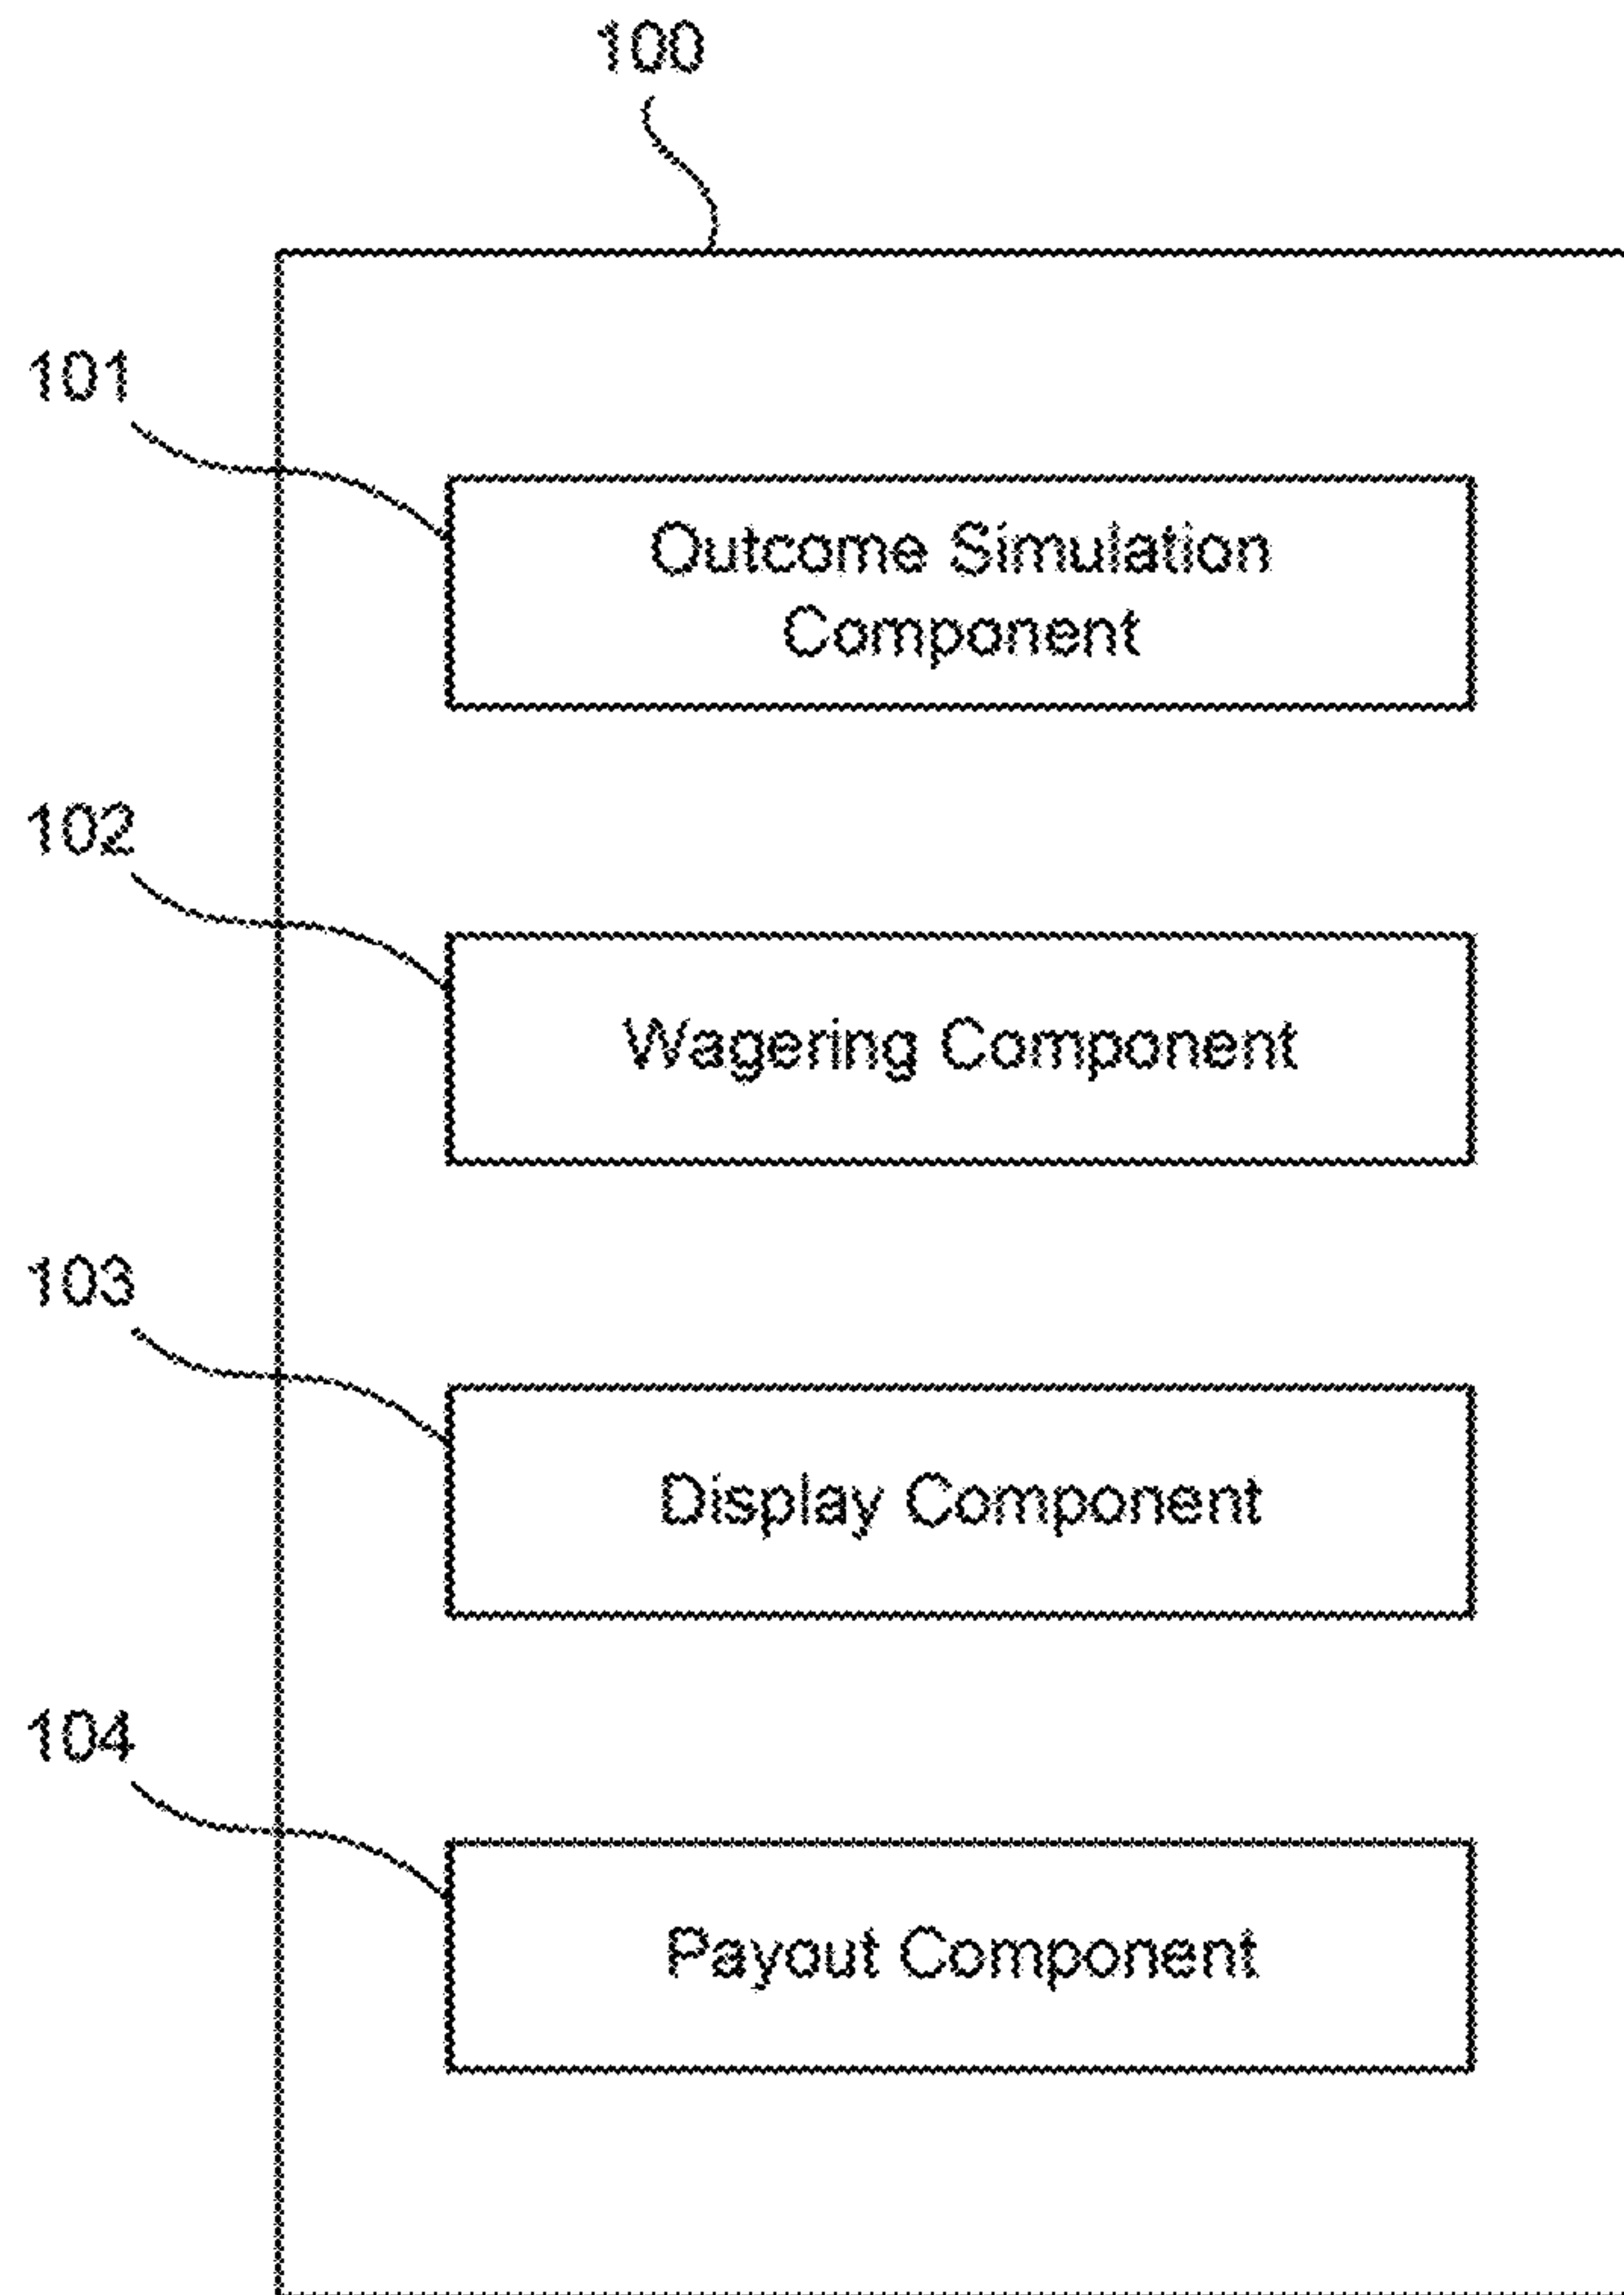 100
101
Outcome Simulation
Component
102
Wagering Component
103
Display Component
104
Payout Component